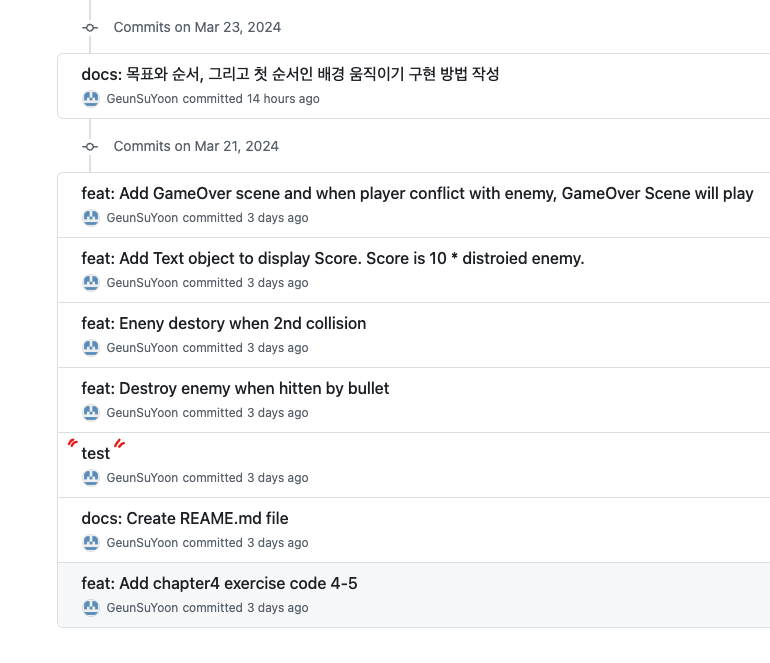 Commits on Mar 23, 2024
docs: 목표와 순서, 그리고 첫 순서인 배경 움직이기 구현 방법 작성
GeunSuYoon committed 14 hours ago
Commits on Mar 21, 2024
feat: Add GameOver scene and when player conflict with enemy, GameOver Scene will play
GeunSuYoon committed 3 days ago
feat: Add Text object to display Score. Score is 10 * distroied enemy.
GeunSuYoon committed 3 days ago
feat: Eneny destory when 2nd collision
GeunSuYoon committed 3 days ago
feat: Destroy enemy when hitten by bullet
GeunSuYoon committed 3 days ago
test
GeunSuYoon committed 3 days ago
docs: Create REAME.md file
GeunSuYoon committed 3 days ago
feat: Add chapter4 exercise code 4-5
GeunSuYoon committed 3 days ago